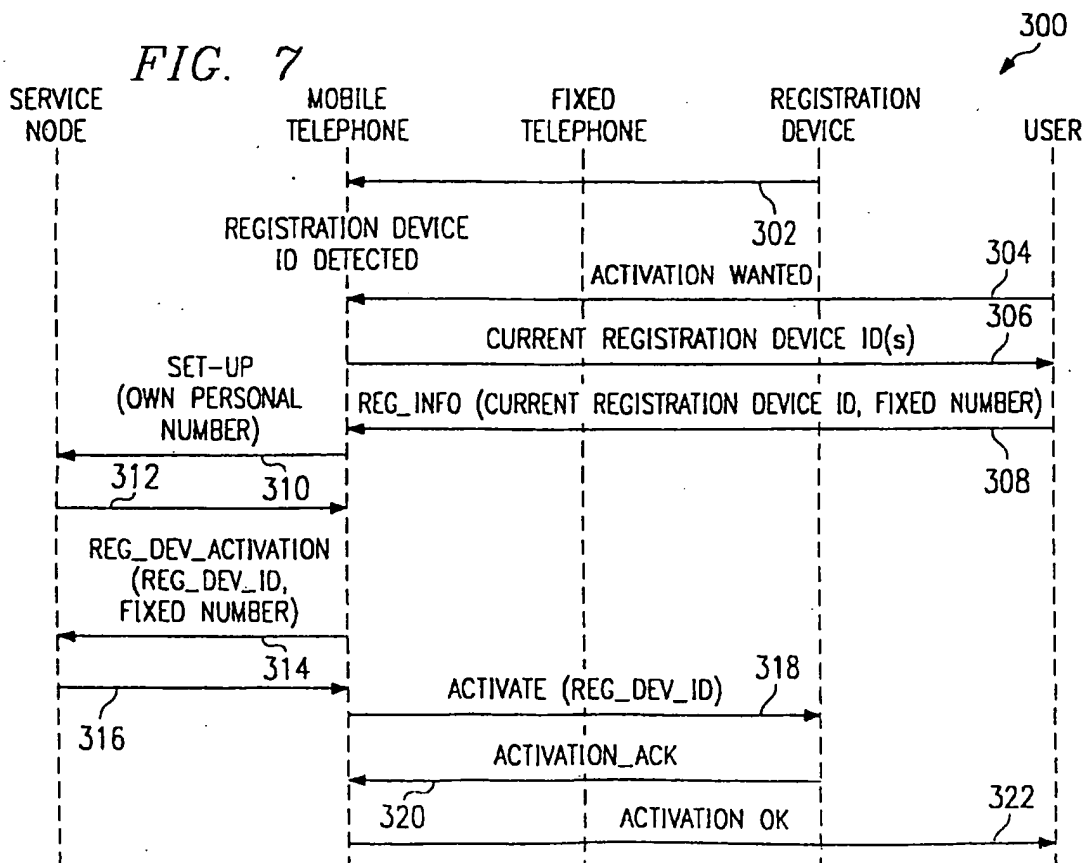 300
FIG. 7
SERVICE NODE
MOBILE TELEPHONE
FIXED TELEPHONE
REGISTRATION DEVICE
USER
302
REGISTRATION DEVICE
ID DETECTED
304
ACTIVATION WANTED
306
CURRENT REGISTRATION DEVICE ID(s)
SET-UP
(OWN PERSONAL
NUMBER)
REG_INFO (CURRENT REGISTRATION DEVICE ID, FIXED NUMBER)
308
310
312
REG_DEV_ACTIVATION
(REG_DEV_ID,
FIXED NUMBER)
314
316
ACTIVATE (REG_DEV_ID)
318
ACTIVATION_ACK
320
ACTIVATION OK
322